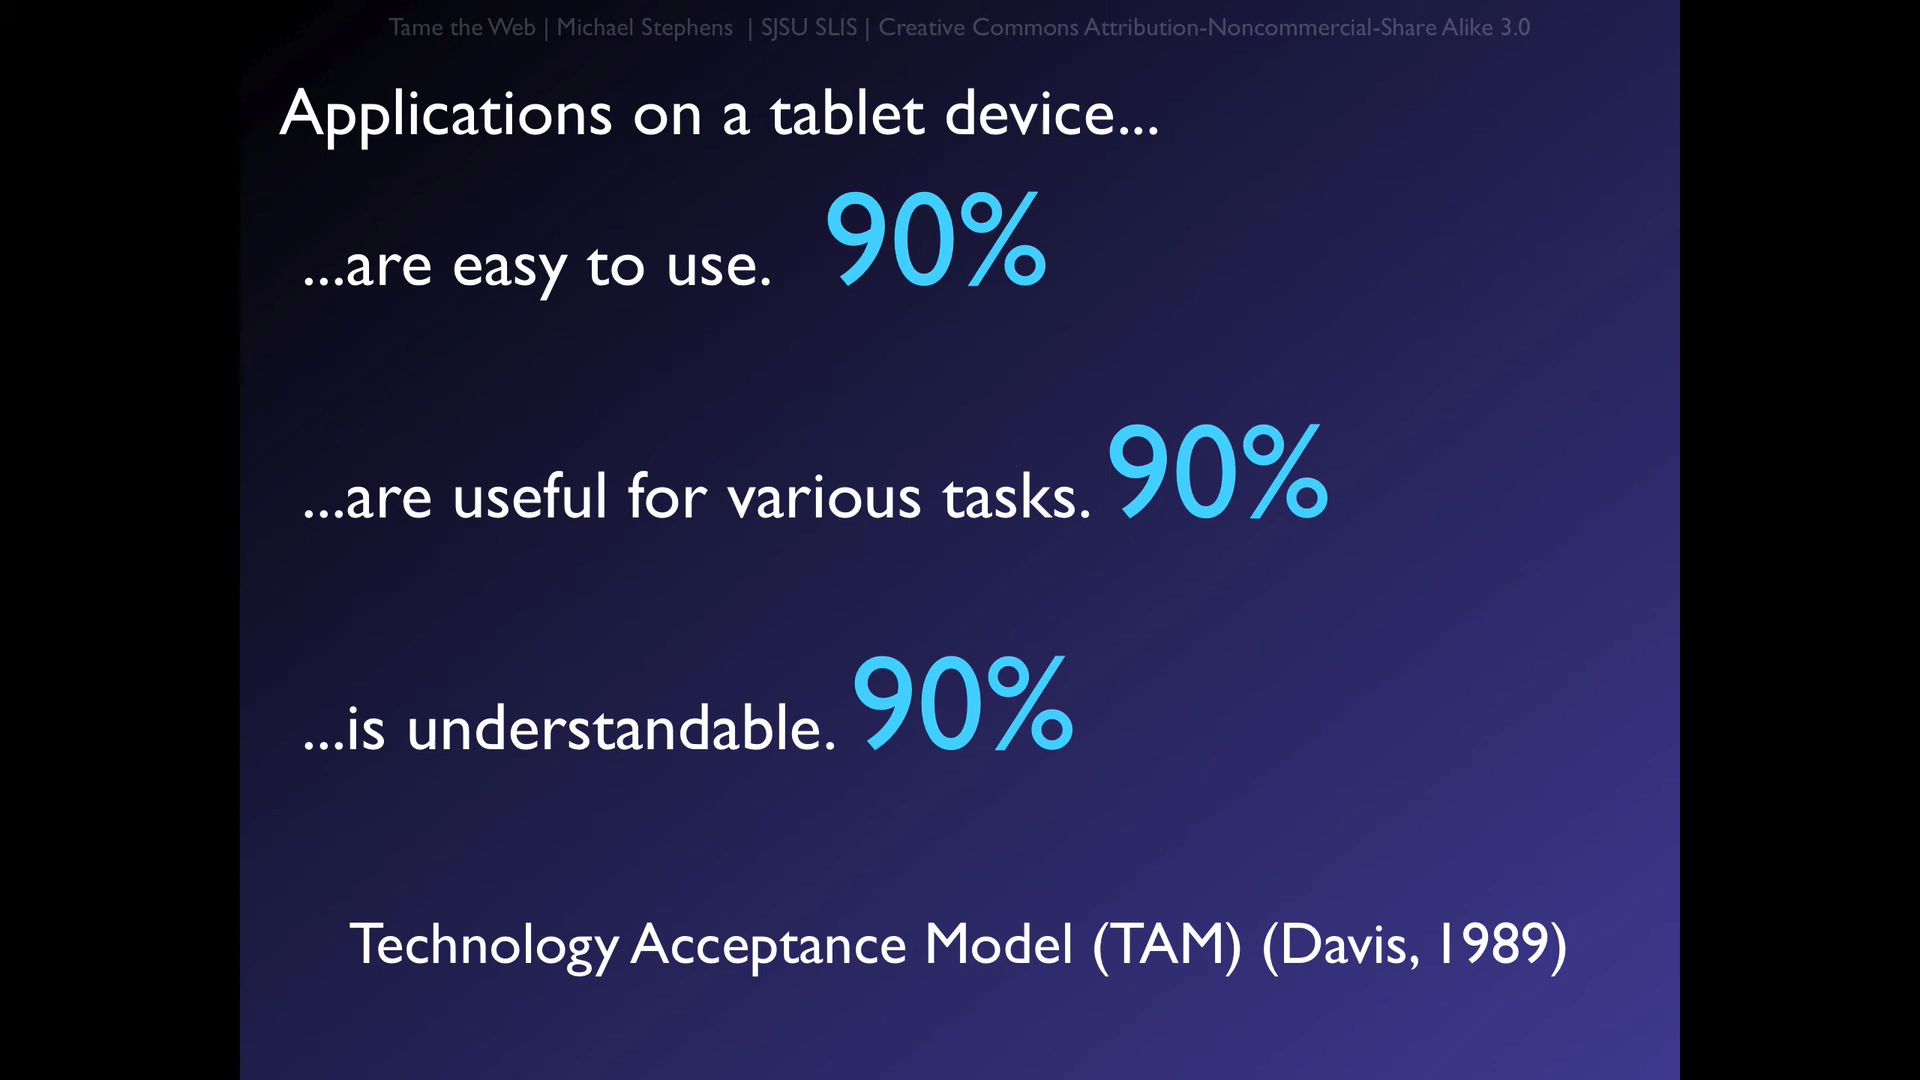 Tame the Web | Michael Stephens | SJSU SLIS | Creative Commons Attribution-Noncommercial-Share Alike 3.0
Applications on a tablet device...
...are easy to use. 90%
...are useful for various tasks. 90%
...is understandable. 90%
Technology Acceptance Model (TAM) (Davis, 1989)